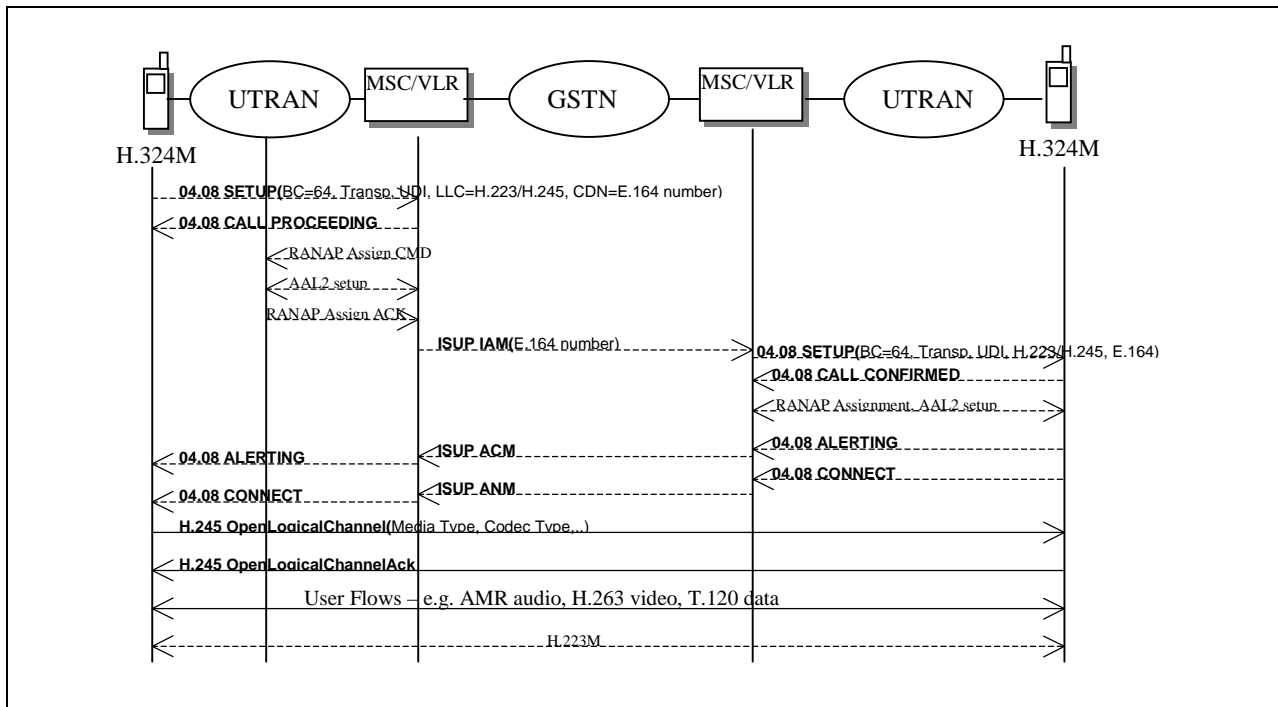 UTRAN
MSC/VLR
GSTN
MSC/VLR
UTRAN
H.324M
H.324M
04.08 SETUP(BC=64, Transp, UDI, LLC=H.223/H.245, CDN=E.164 number)
04.08 CALL PROCEEDING
RANAP Assign CMD
AAL2 setup
RANAP Assign ACK
ISUP IAM(E.164 number)
04.08 SETUP(BC=64, Transp, UDI, H.223/H.245, E.164)
04.08 CALL CONFIRMED
RANAP Assignment, AAL2 setup
04.08 ALERTING
ISUP ACM
04.08 ALERTING
04.08 CONNECT
ISUP ANM
04.08 CONNECT
H.245 OpenLogicalChannel(Media Type, Codec Type,..)
H.245 OpenLogicalChannelAck
User Flows – e.g. AMR audio, H.263 video, T.120 data
H.223M